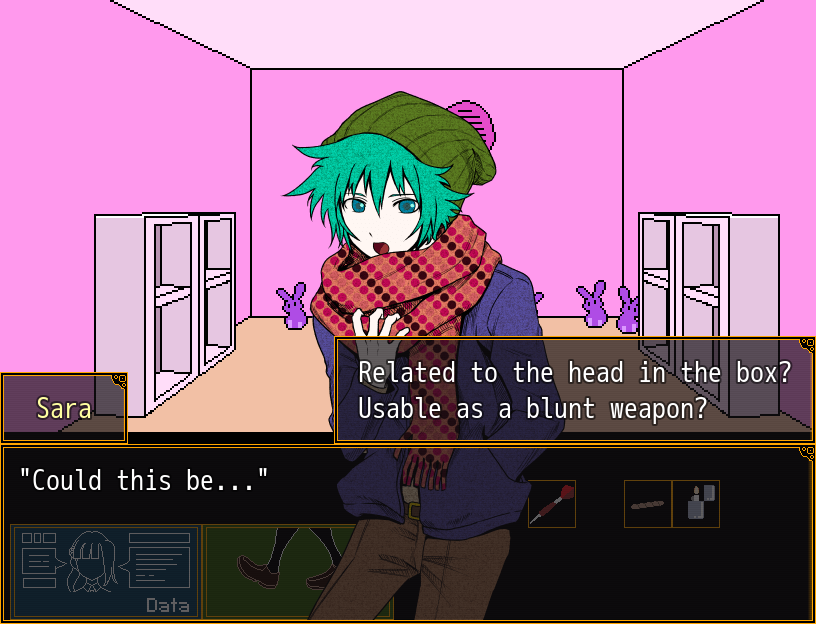 Related to the head in the box?
Usable as a blunt weapon?
Sara
"Could this be..."
Data